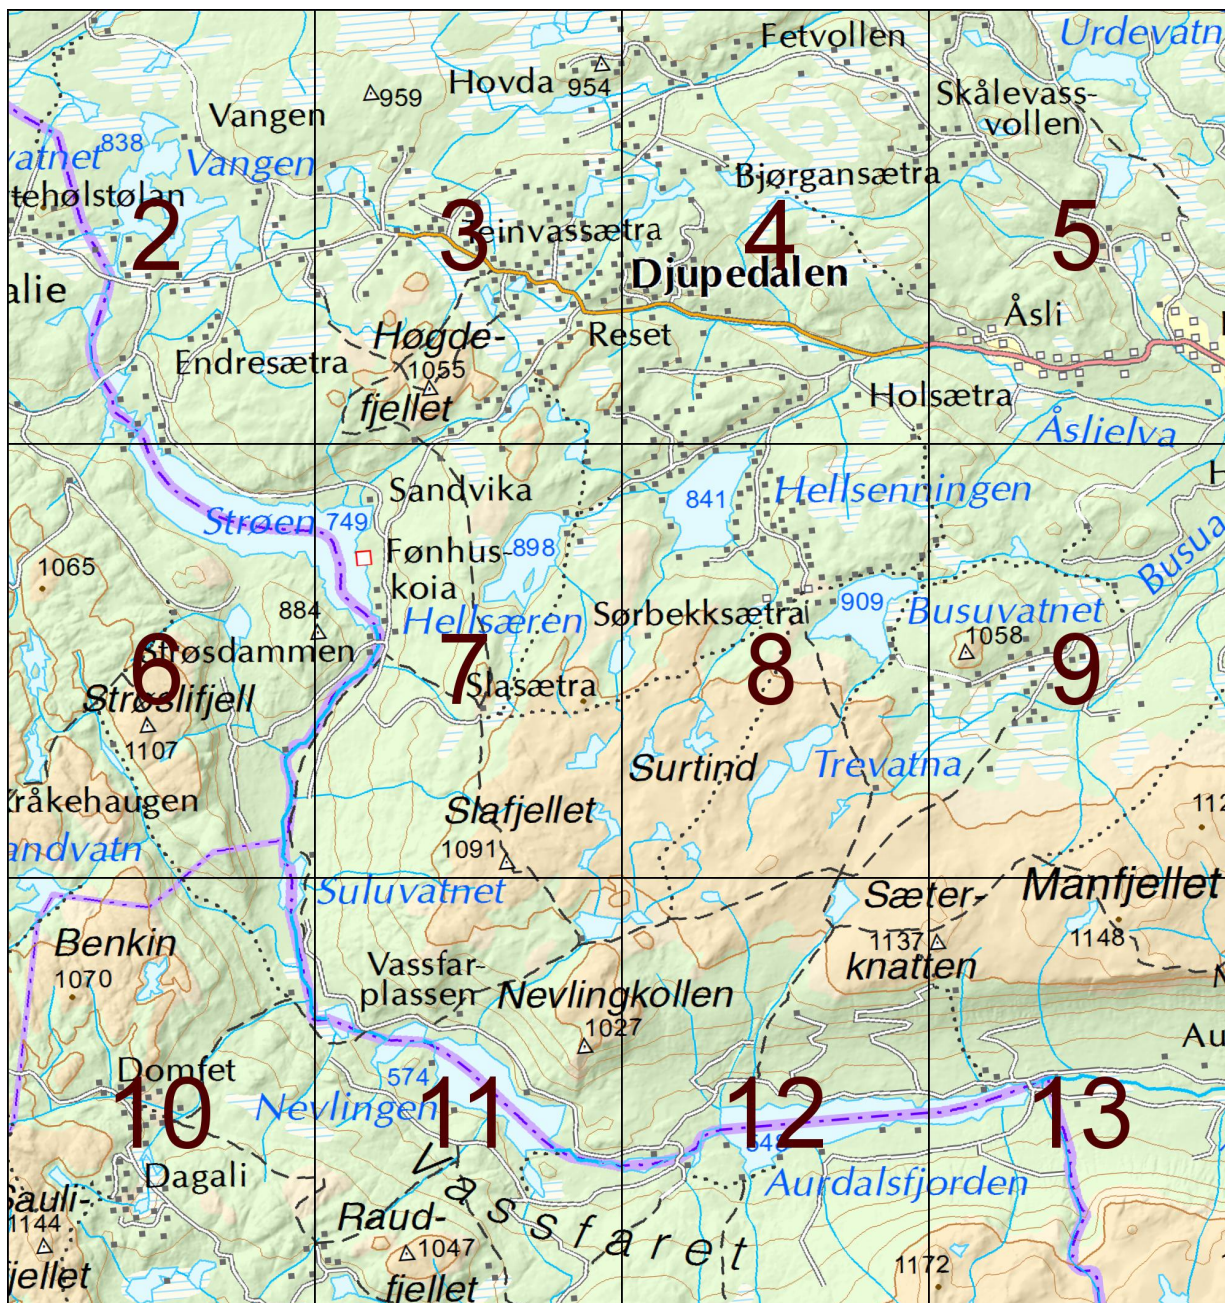 Fetvollen
Urdevatn
Hovda 954
959
Skålevass-
vollen
Vangen
vatnet 838
Vangen
Bjørgansætra
tehølstølan
2
3
4
5
Teinvassætra
Djupedalen
alie
Åsli
Reset
Høgde-
1055
fjellet
Endresætra
Holsætra
Åslielva
Sandvika
841
Hellsenningen
H
Strøen 749
Fønhus-
koia
898
Busua
1065
884
Hellsæren
Sørbekksætra
909
Busuvatnet
1058
Strøsdammen
6
7
8
9
Strøslifjell
Slasætra
1107
Surtind
Trevatna
Kråkehaugen
Slafjellet
112
andvatn
1091
Suluvatnet
Sæter-
Manfjellet
Benkin
1137
1148
knatten
1070
Vassfar-
plassen
Nevlingkollen
1027
Au
Domfet
574
10
11
12
13
Nevlingen
548
Dagali
Aurdalsfjorden
Vassfaret
Sauli-
1144
fjellet
Raud-
1047
fjellet
1172